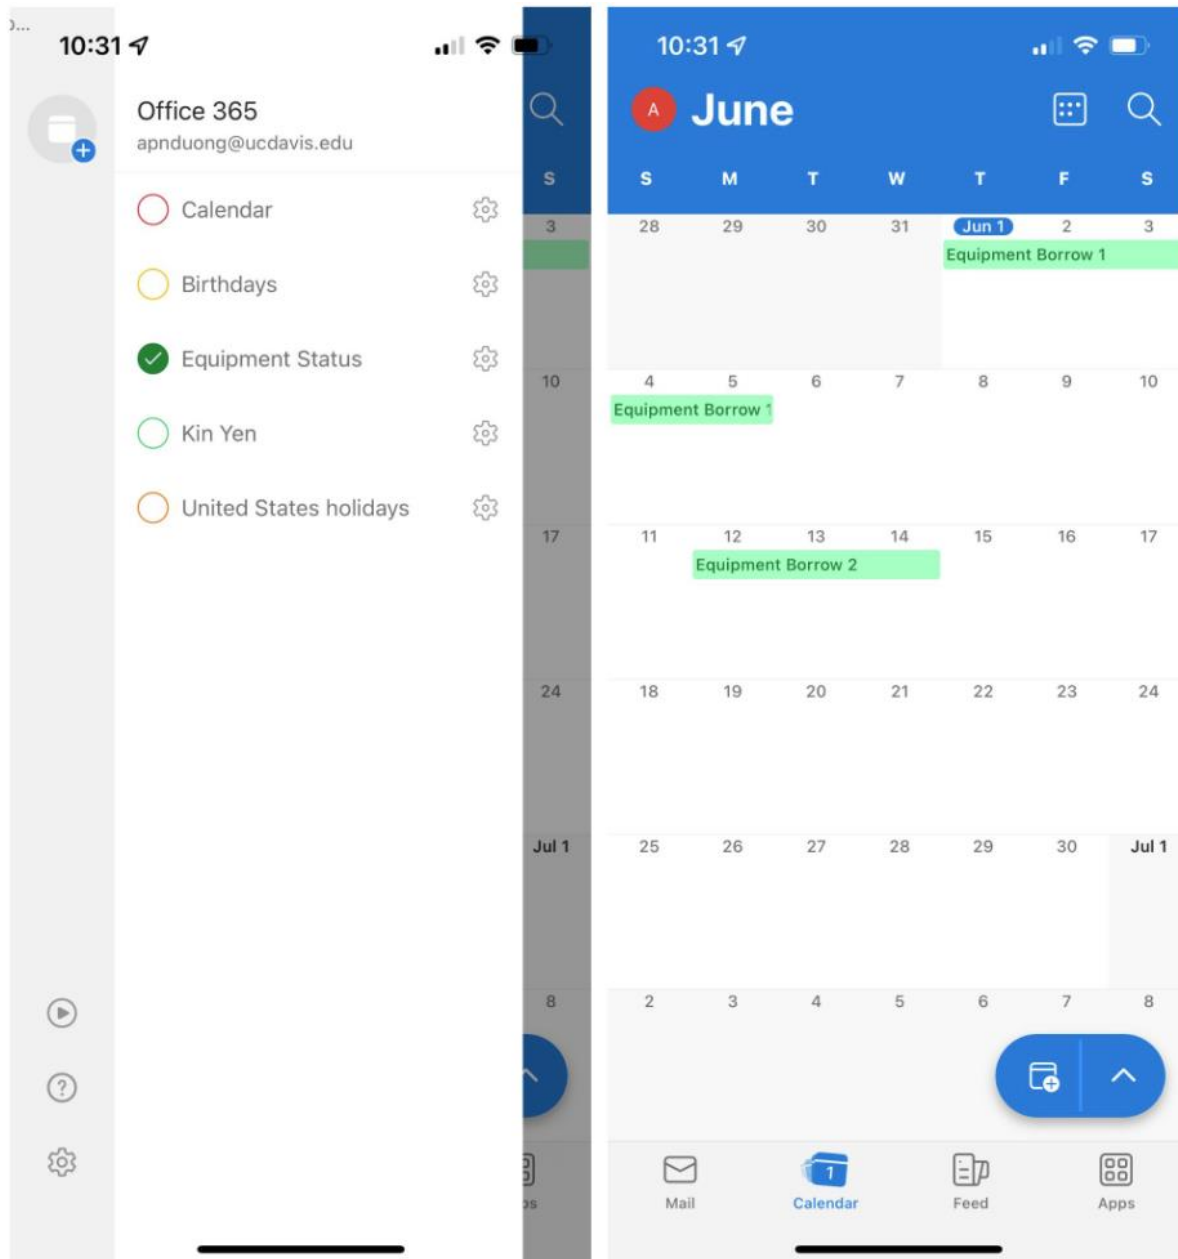 10:31
Office 365
apnduong@ucdavis.edu
S
Calendar
3
Birthdays
Equipment Status
10
Kin Yen
United States holidays
17
24
Jul 1
8
10:31
A June
S M T W T F S
28 29 30 31 Jun 1 2 3
Equipment Borrow 1
4 5 6 7 8 9 10
Equipment Borrow 1
11 12 13 14 15 16 17
Equipment Borrow 2
18 19 20 21 22 23 24
25 26 27 28 29 30 Jul 1
2 3 4 5 6 7 8
1
Mail Calendar Feed Apps